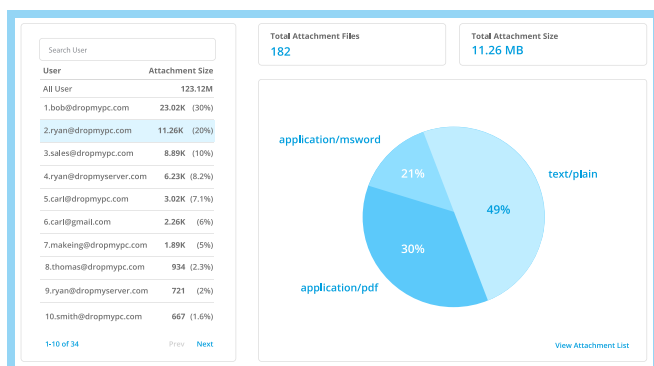 Search User
User Attachment Size
All User 123.12M
1.bob@dropmypc.com 23.02K (30%)
2.ryan@dropmypc.com 11.26K (20%)
3.sales@dropmypc.com 8.89K (10%)
4.ryan@dropmyserver.com 6.23K (8.2%)
5.carl@dropmypc.com 3.02K (7.1%)
6.carl@gmail.com 2.26K (6%)
7.makeing@dropmypc.com 1.89K (5%)
8.thomas@dropmypc.com 934 (2.3%)
9.ryan@dropmyserver.com 721 (2%)
10.smith@dropmypc.com 667 (1.6%)
1-10 of 34 Prev Next
Total Attachment Files
182
Total Attachment Size
11.26 MB
application/msword
21%
text/plain
49%
30%
application/pdf
View Attachment List